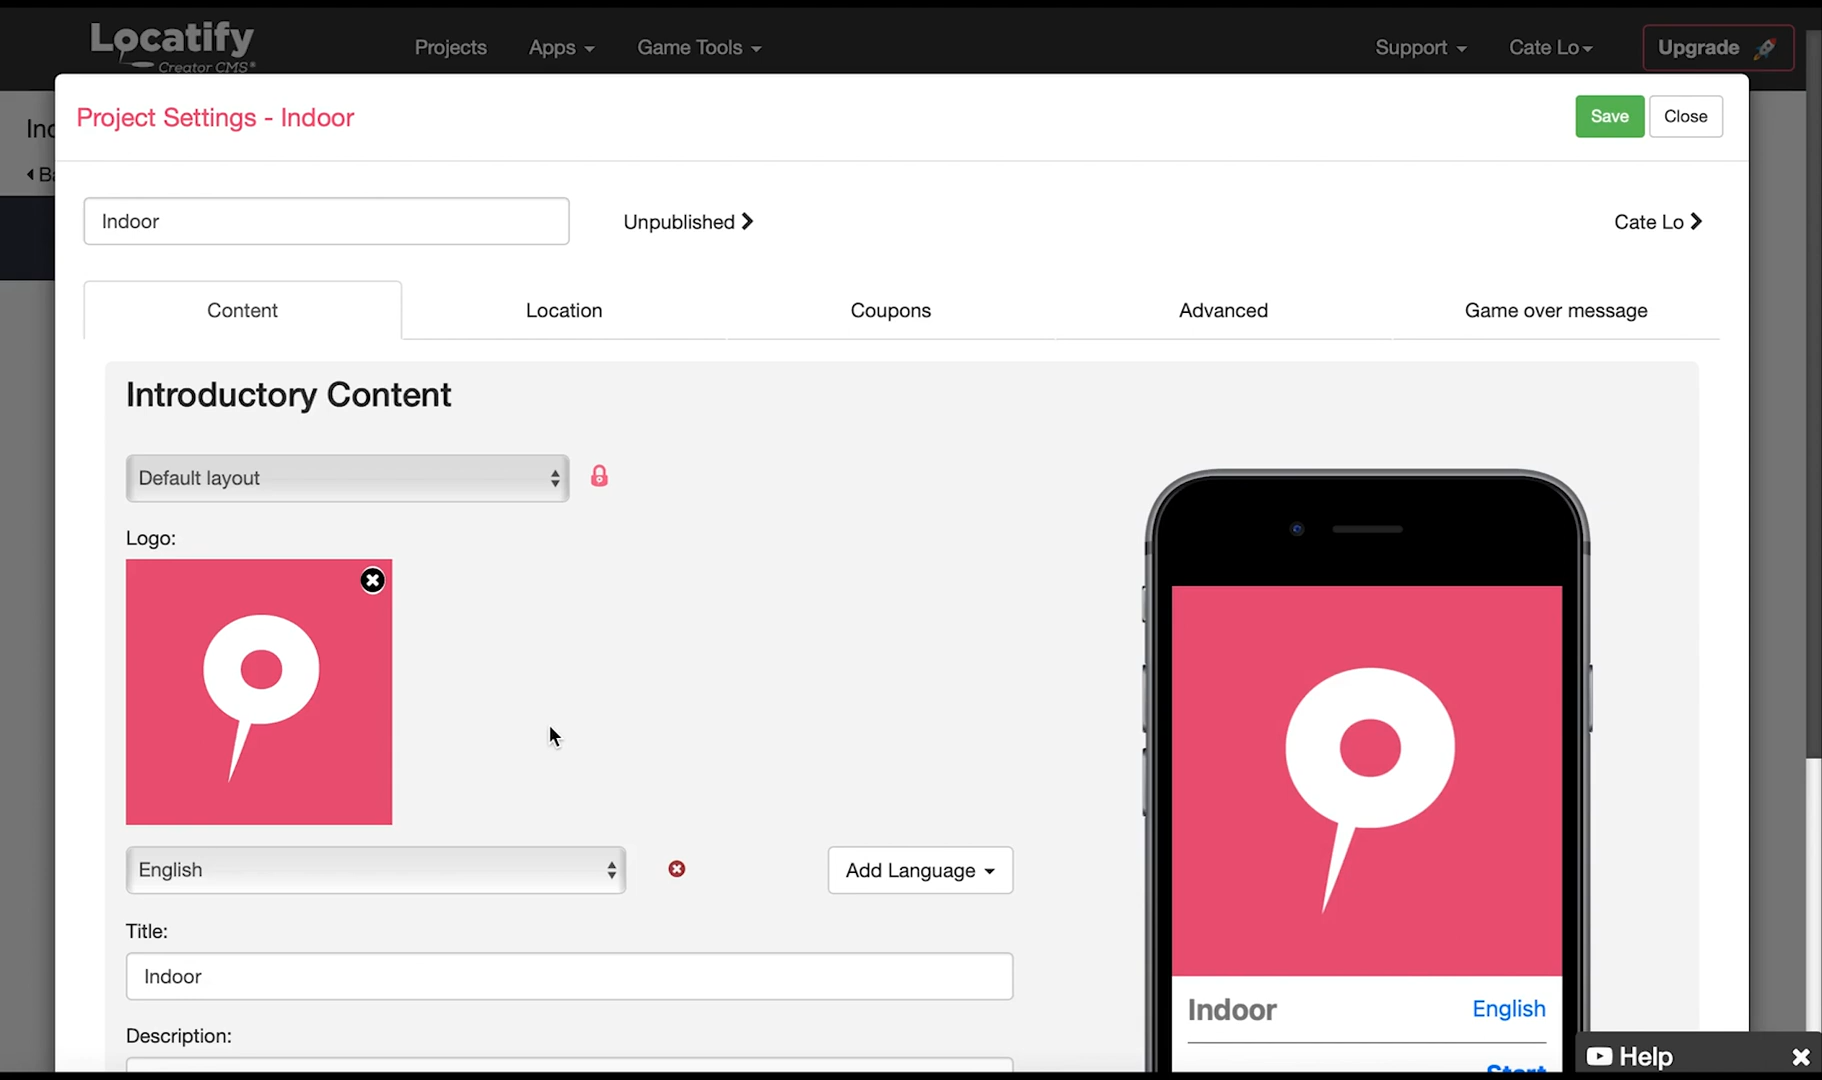 Locatify
Creator CMS®
Projects
Apps
Game Tools
Support
Cate Lo
Upgrade
Project Settings - Indoor
Save
Close
Indoor
Unpublished
Cate Lo
Content
Location
Coupons
Advanced
Game over message
Introductory Content
Default layout
Logo:
English
Add Language
Title:
Indoor
Description:
Indoor
English
Start
Help